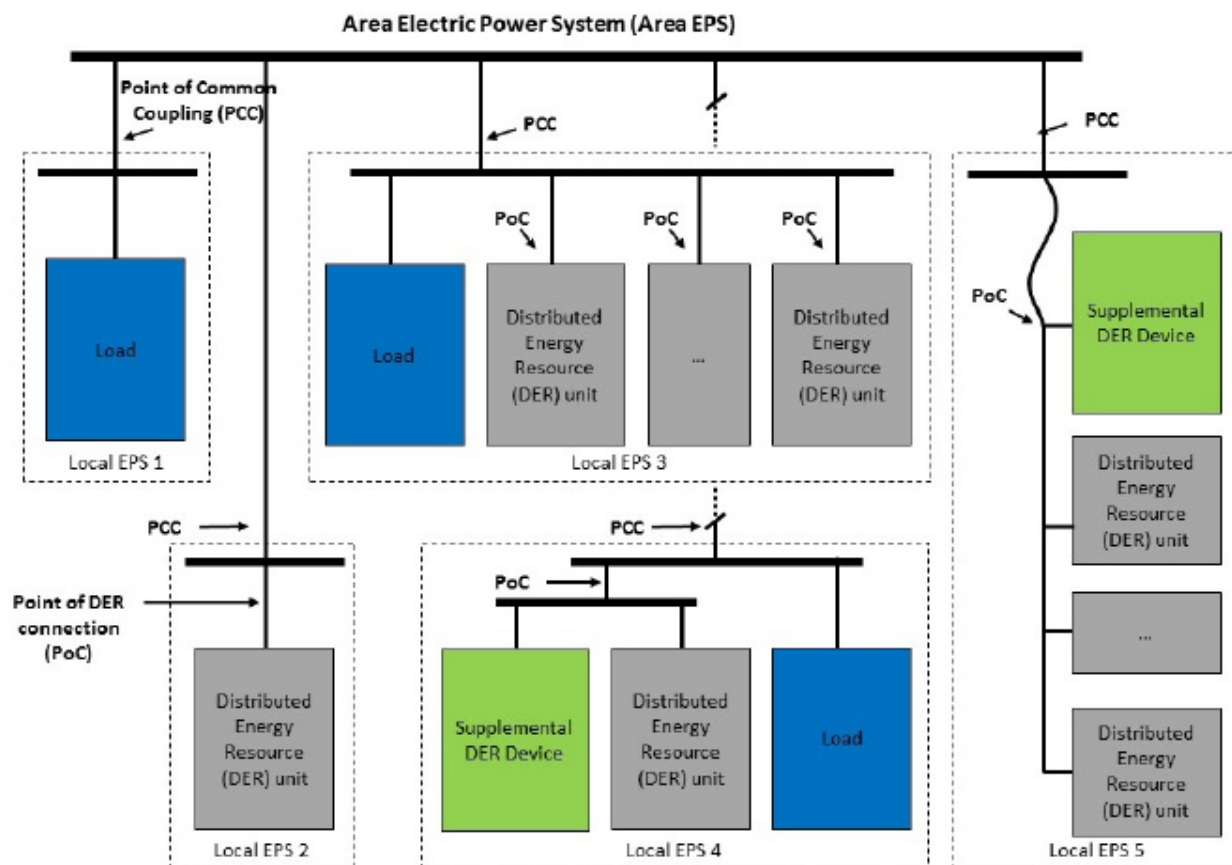 Area Electric Power System (Area EPS)
Point of Common
Coupling (PCC)
PCC
PCC
Load
Local EPS 1
PoC
PoC
PoC
Load
Distributed
Energy
Resource
(DER) unit
...
Distributed
Energy
Resource
(DER) unit
Local EPS 3
PoC
Supplemental
DER Device
Distributed
Energy
Resource
(DER) unit
...
Distributed
Energy
Resource
(DER) unit
Local EPS 5
PCC
Point of DER
connection
(PoC)
Distributed
Energy
Resource
(DER) unit
Local EPS 2
PCC
PoC
Supplemental
DER Device
Distributed
Energy
Resource
(DER) unit
Load
Local EPS 4